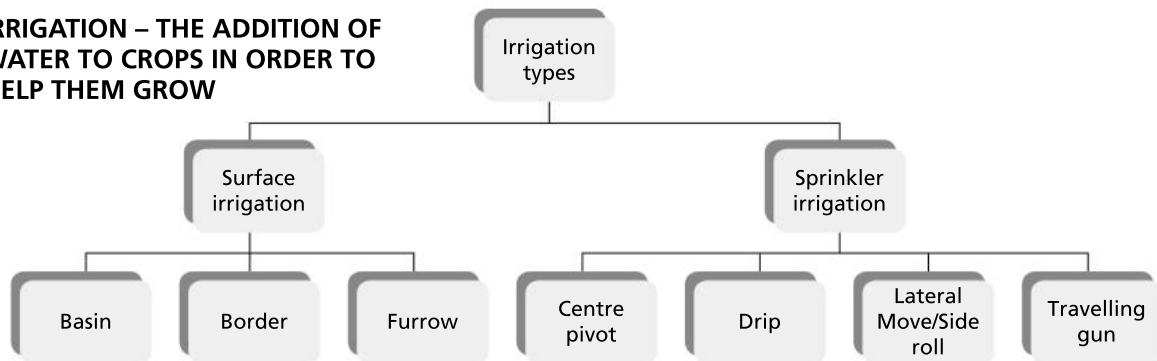 RRIGATION – THE ADDITION OF
WATER TO CROPS IN ORDER TO
HELP THEM GROW
Irrigation
types
Surface
irrigation
Sprinkler
irrigation
Basin
Border
Furrow
Centre
pivot
Drip
Lateral
Move/Side
roll
Travelling
gun